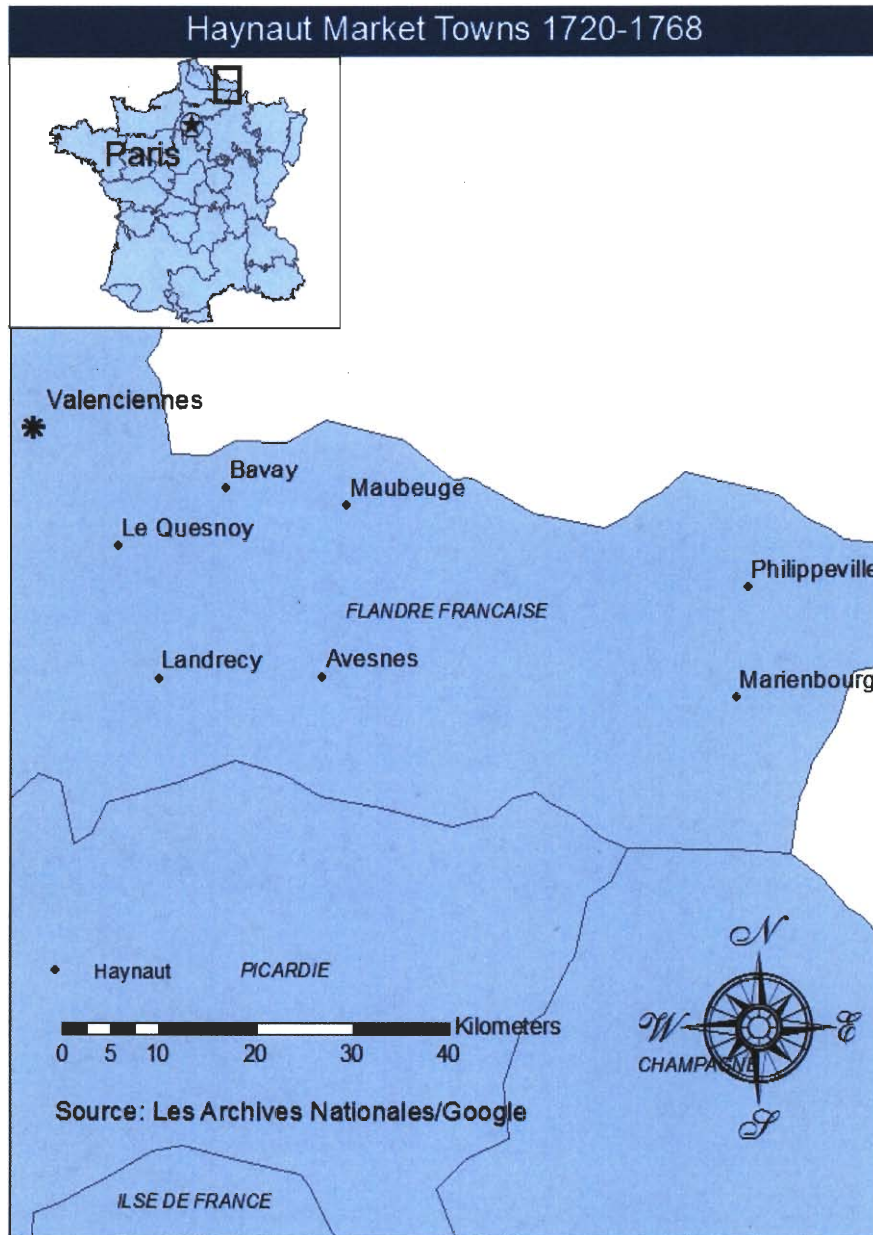 Haynaut Market Towns 1720-1768
Paris
Valenciennes
Bavay
Maubeuge
Le Quesnoy
Philippeville
FLANDRE FRANCAISE
Landrecy
Avesnes
Marienbourg
N
Haynaut
PICARDIE
Kilometers
W
E
0 5 10 20 30 40
CHAMPAGNE
Source: Les Archives Nationales/Google
S
ILSE DE FRANCE